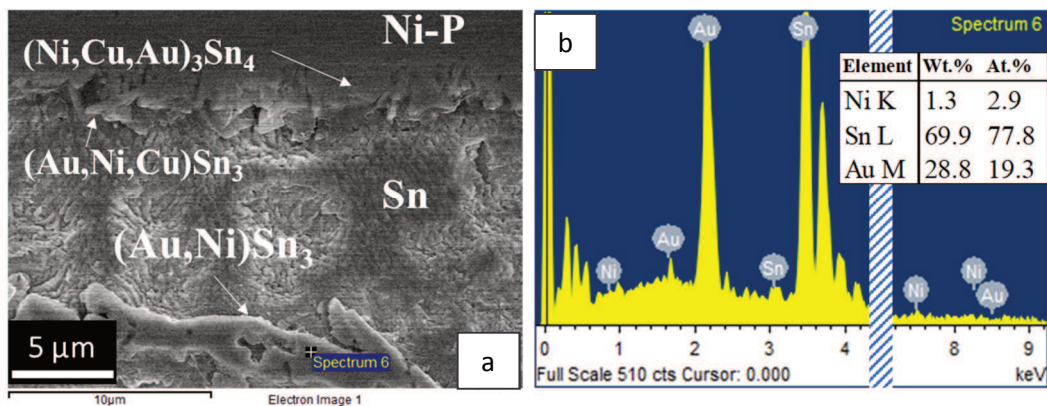 Ni-P
(Ni,Cu,Au)₃Sn₄
(Au,Ni,Cu)Sn₃
Sn
(Au,Ni)Sn₃
Spectrum 6
5 µm
a
10µm
Electron Image 1
b
Spectrum 6
Au
Sn
Element Wt.% At.%
Ni K 1.3 2.9
Sn L 69.9 77.8
Au M 28.8 19.3
Ni
Au
Sn
Ni
Ni
Au
0 1 2 3 4 8 9
Full Scale 510 cts Cursor: 0.000
keV